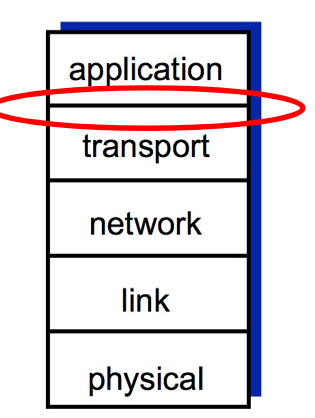 application
transport
network
link
physical